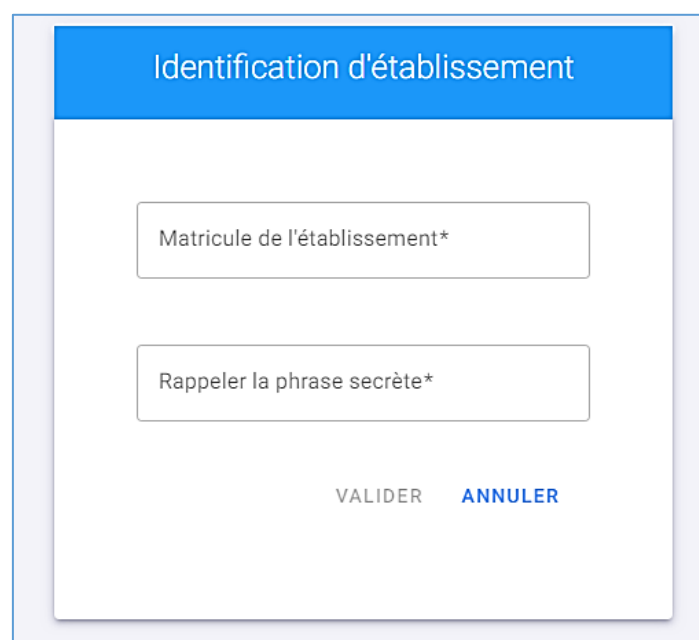 Identification d'établissement
Matricule de l'établissement*
Rappeler la phrase secrète*
VALIDER ANNULER